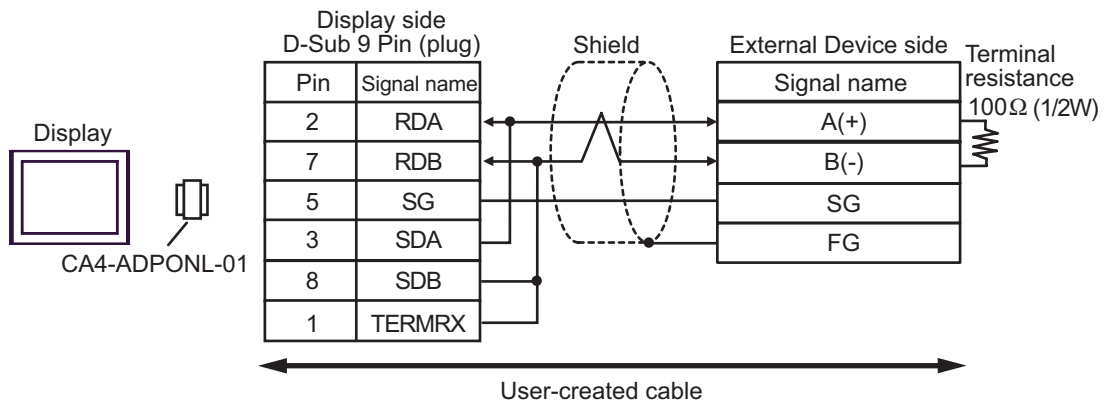 Display side
D-Sub 9 Pin (plug)
Shield
External Device side
Terminal
resistance
100Ω (1/2W)
Pin Signal name
Signal name
2 RDA
A(+)
7 RDB
B(-)
5 SG
SG
3 SDA
FG
8 SDB
1 TERMRX
Display
CA4-ADPONL-01
User-created cable